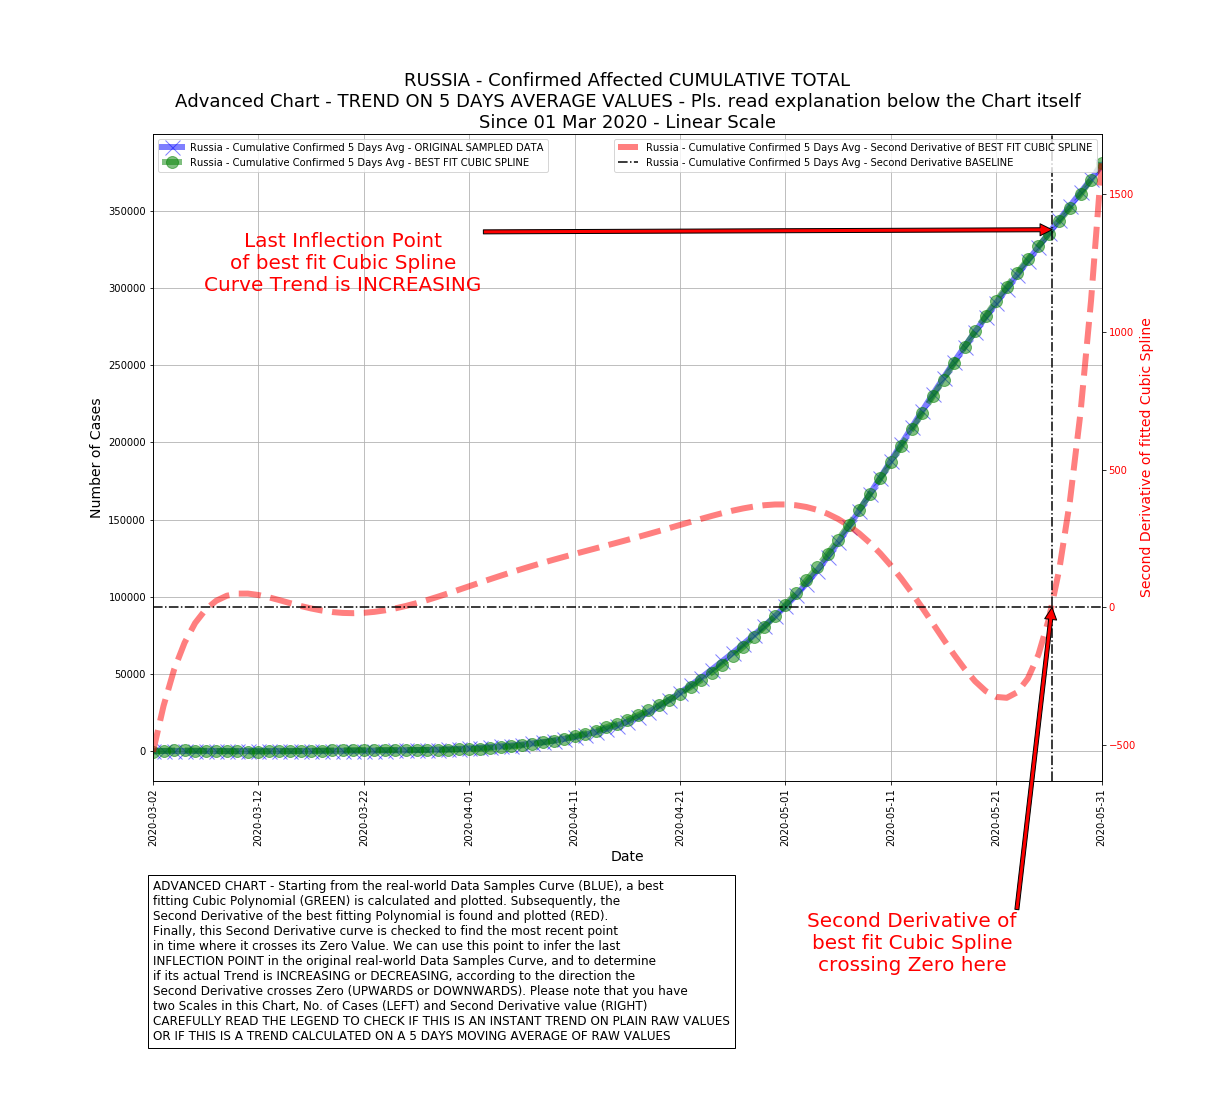 RUSSIA - Confirmed Affected CUMULATIVE TOTAL
Advanced Chart - TREND ON 5 DAYS AVERAGE VALUES - Pls. read explanation below the Chart itself
Since 01 Mar 2020 - Linear Scale
Russia - Cumulative Confirmed 5 Days Avg - ORIGINAL SAMPLED DATA
Russia - Cumulative Confirmed 5 Days Avg - BEST FIT CUBIC SPLINE
Russia - Cumulative Confirmed 5 Days Avg - Second Derivative of BEST FIT CUBIC SPLINE
Russia - Cumulative Confirmed 5 Days Avg - Second Derivative BASELINE
Last Inflection Point
of best fit Cubic Spline
Curve Trend is INCREASING
Number of Cases
350000
300000
250000
200000
150000
100000
50000
0
1500
1000
500
0
−500
Second Derivative of fitted Cubic Spline
2020-03-02
2020-03-12
2020-03-22
2020-04-01
2020-04-11
2020-04-21
2020-05-01
2020-05-11
2020-05-21
2020-05-31
Date
ADVANCED CHART - Starting from the real-world Data Samples Curve (BLUE), a best
fitting Cubic Polynomial (GREEN) is calculated and plotted. Subsequently, the
Second Derivative of the best fitting Polynomial is found and plotted (RED).
Finally, this Second Derivative curve is checked to find the most recent point
in time where it crosses its Zero Value. We can use this point to infer the last
INFLECTION POINT in the original real-world Data Samples Curve, and to determine
if its actual Trend is INCREASING or DECREASING, according to the direction the
Second Derivative crosses Zero (UPWARDS or DOWNWARDS). Please note that you have
two Scales in this Chart, No. of Cases (LEFT) and Second Derivative value (RIGHT)
CAREFULLY READ THE LEGEND TO CHECK IF THIS IS AN INSTANT TREND ON PLAIN RAW VALUES
OR IF THIS IS A TREND CALCULATED ON A 5 DAYS MOVING AVERAGE OF RAW VALUES
Second Derivative of
best fit Cubic Spline
crossing Zero here